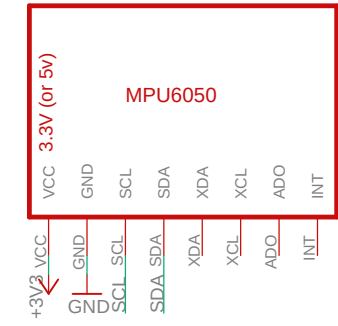 3.3V (or 5v)
MPU6050
VCC GND SCL SDA XDA XCL ADO INT
VCC GND SCL SDA XDA XCL ADO INT
+3V3 GND SCL SDA